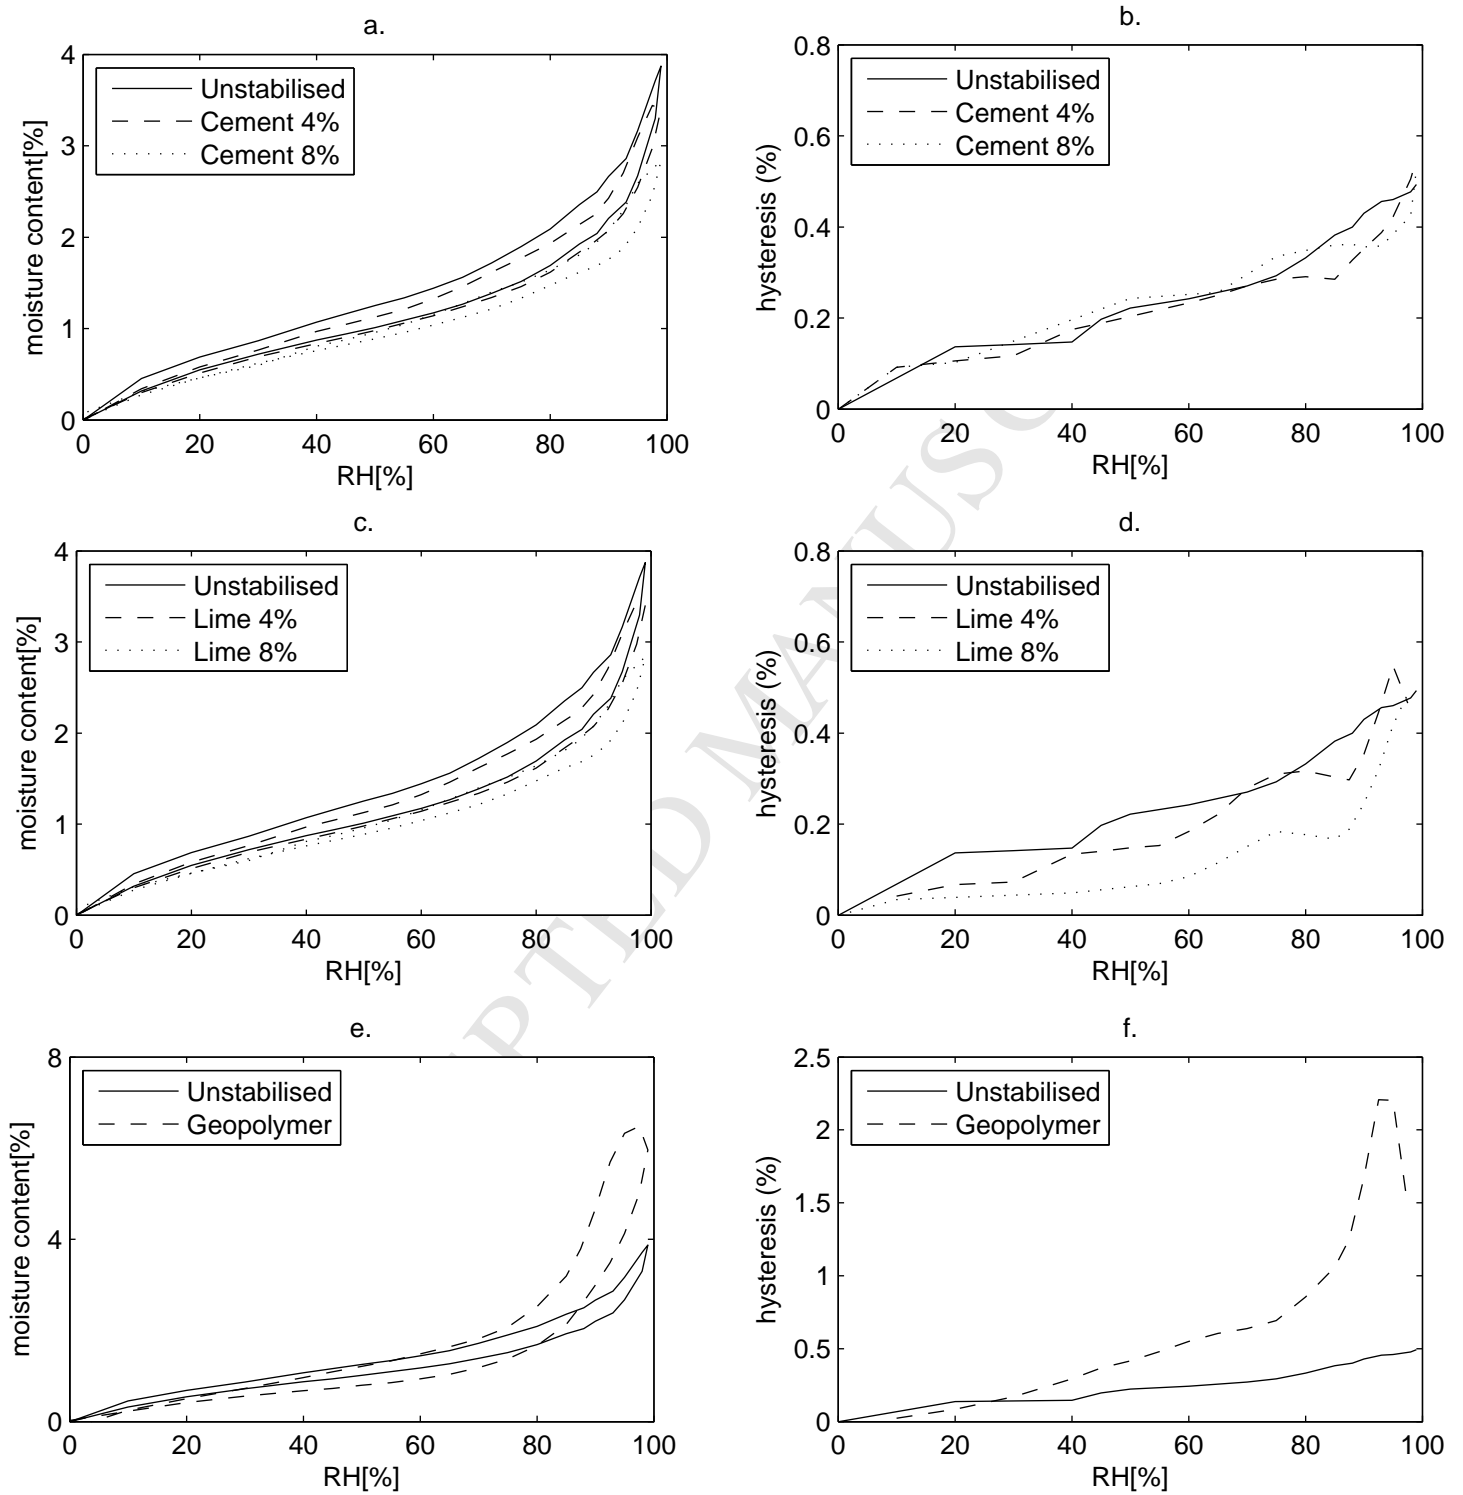 a.
4
3
2
1
0
0 20 40 60 80 100
RH[%]
moisture content[%]
Unstabilised
Cement 4%
Cement 8%
b.
0.8
0.6
0.4
0.2
0
0 20 40 60 80 100
RH[%]
hysteresis (%)
Unstabilised
Cement 4%
Cement 8%
c.
4
3
2
1
0
0 20 40 60 80 100
RH[%]
moisture content[%]
Unstabilised
Lime 4%
Lime 8%
d.
0.8
0.6
0.4
0.2
0
0 20 40 60 80 100
RH[%]
hysteresis (%)
Unstabilised
Lime 4%
Lime 8%
e.
8
4
0
0 20 40 60 80 100
RH[%]
moisture content[%]
Unstabilised
Geopolymer
f.
2.5
2
1.5
1
0.5
0
0 20 40 60 80 100
RH[%]
hysteresis (%)
Unstabilised
Geopolymer